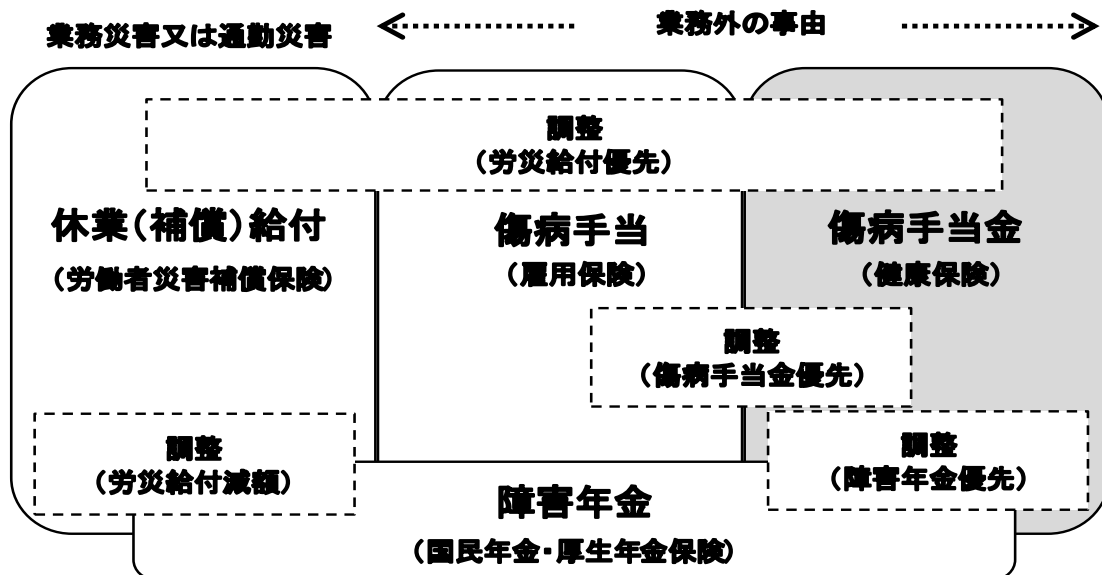 業務災害又は通勤災害
業務外の事由
調整
（労災給付優先）
休業（補償）給付
（労働者災害補償保険）
傷病手当
（雇用保険）
傷病手当金
（健康保険）
調整
（傷病手当金優先）
調整
（労災給付減額）
調整
（障害年金優先）
障害年金
（国民年金・厚生年金保険）